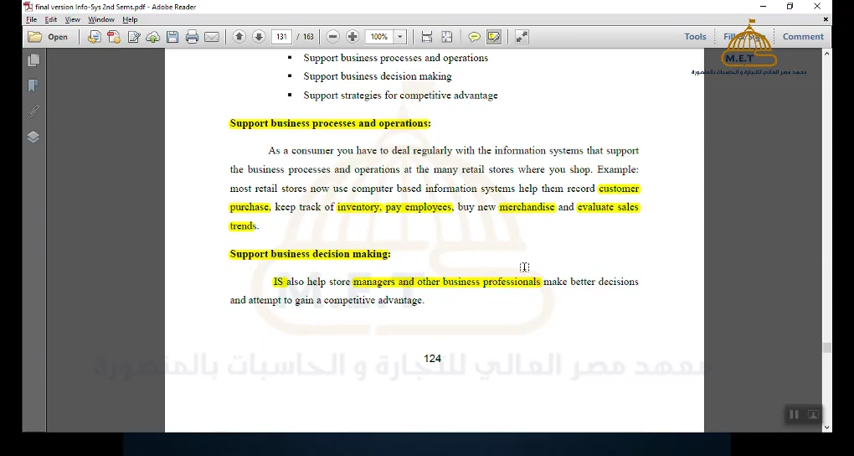 final version Info-Sys 2nd Sems.pdf - Adobe Reader
File Edit View Window Help
Open 131 / 163 100% Tools Comment
M.E.T
معهد مصر العالي للتجارة و الحاسبات بالمنصورة
▪ Support business processes and operations
▪ Support business decision making
▪ Support strategies for competitive advantage
Support business processes and operations:
As a consumer you have to deal regularly with the information systems that support
the business processes and operations at the many retail stores where you shop. Example:
most retail stores now use computer based information systems help them record customer
purchase, keep track of inventory, pay employees, buy new merchandise and evaluate sales
trends.
Support business decision making:
IS also help store managers and other business professionals make better decisions
and attempt to gain a competitive advantage.
124
معهد مصر العالي للتجارة و الحاسبات بالمنصورة